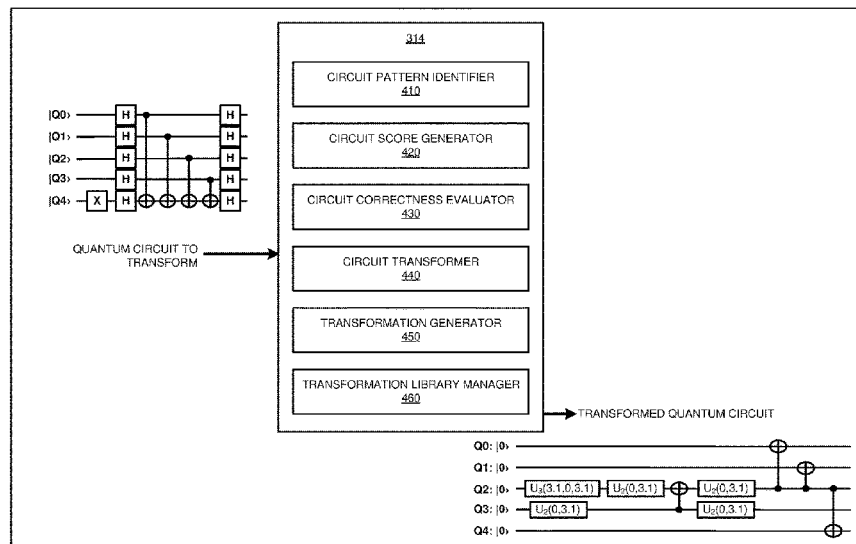 314
CIRCUIT PATTERN IDENTIFIER
410
CIRCUIT SCORE GENERATOR
420
CIRCUIT CORRECTNESS EVALUATOR
430
CIRCUIT TRANSFORMER
440
TRANSFORMATION GENERATOR
450
TRANSFORMATION LIBRARY MANAGER
460
|Q0⟩ H H
|Q1⟩ H H
|Q2⟩ H H
|Q3⟩ H H
|Q4⟩ X H H
QUANTUM CIRCUIT TO
TRANSFORM
TRANSFORMED QUANTUM CIRCUIT
Q0: |0⟩
Q1: |0⟩
Q2: |0⟩ U₃(3.1,0,3.1) U₂(0,3.1) U₂(0,3.1)
Q3: |0⟩ U₂(0,3.1) U₂(0,3.1)
Q4: |0⟩